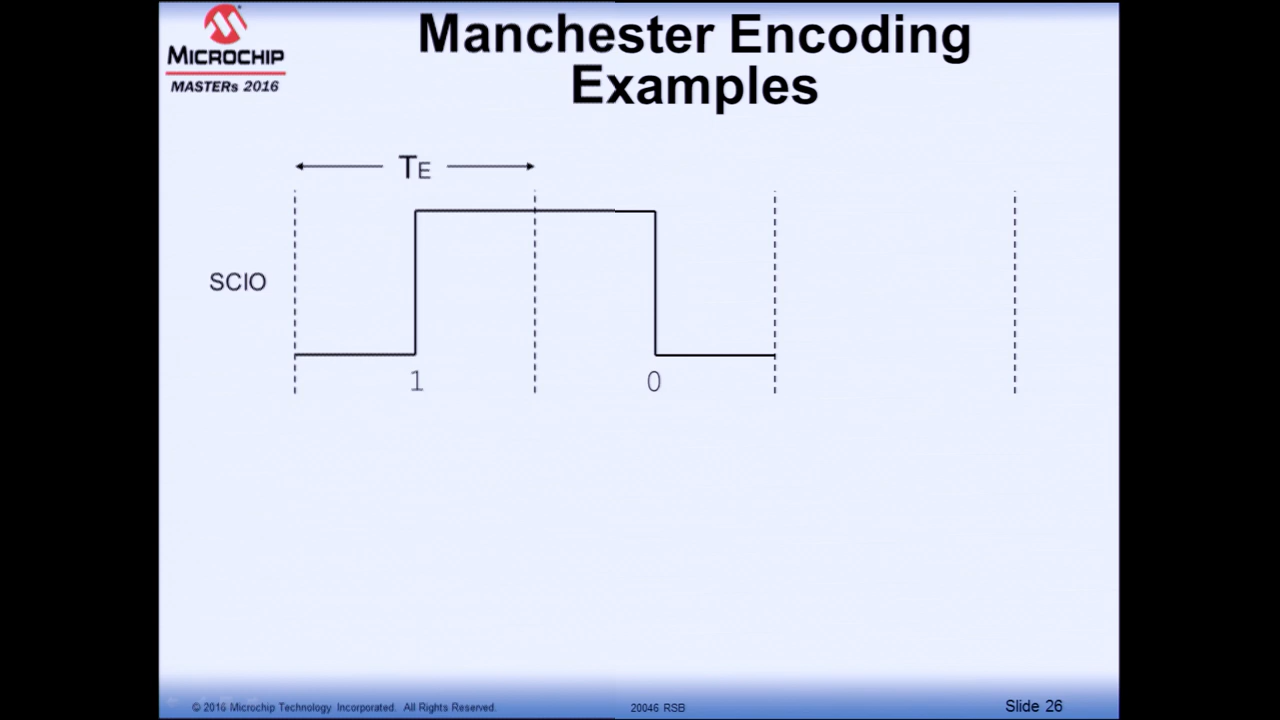 MICROCHIP
MASTERs 2016
Manchester Encoding
Examples
TE
SCIO
1 0
© 2016 Microchip Technology Incorporated. All Rights Reserved.
20046 RSB
Slide 26